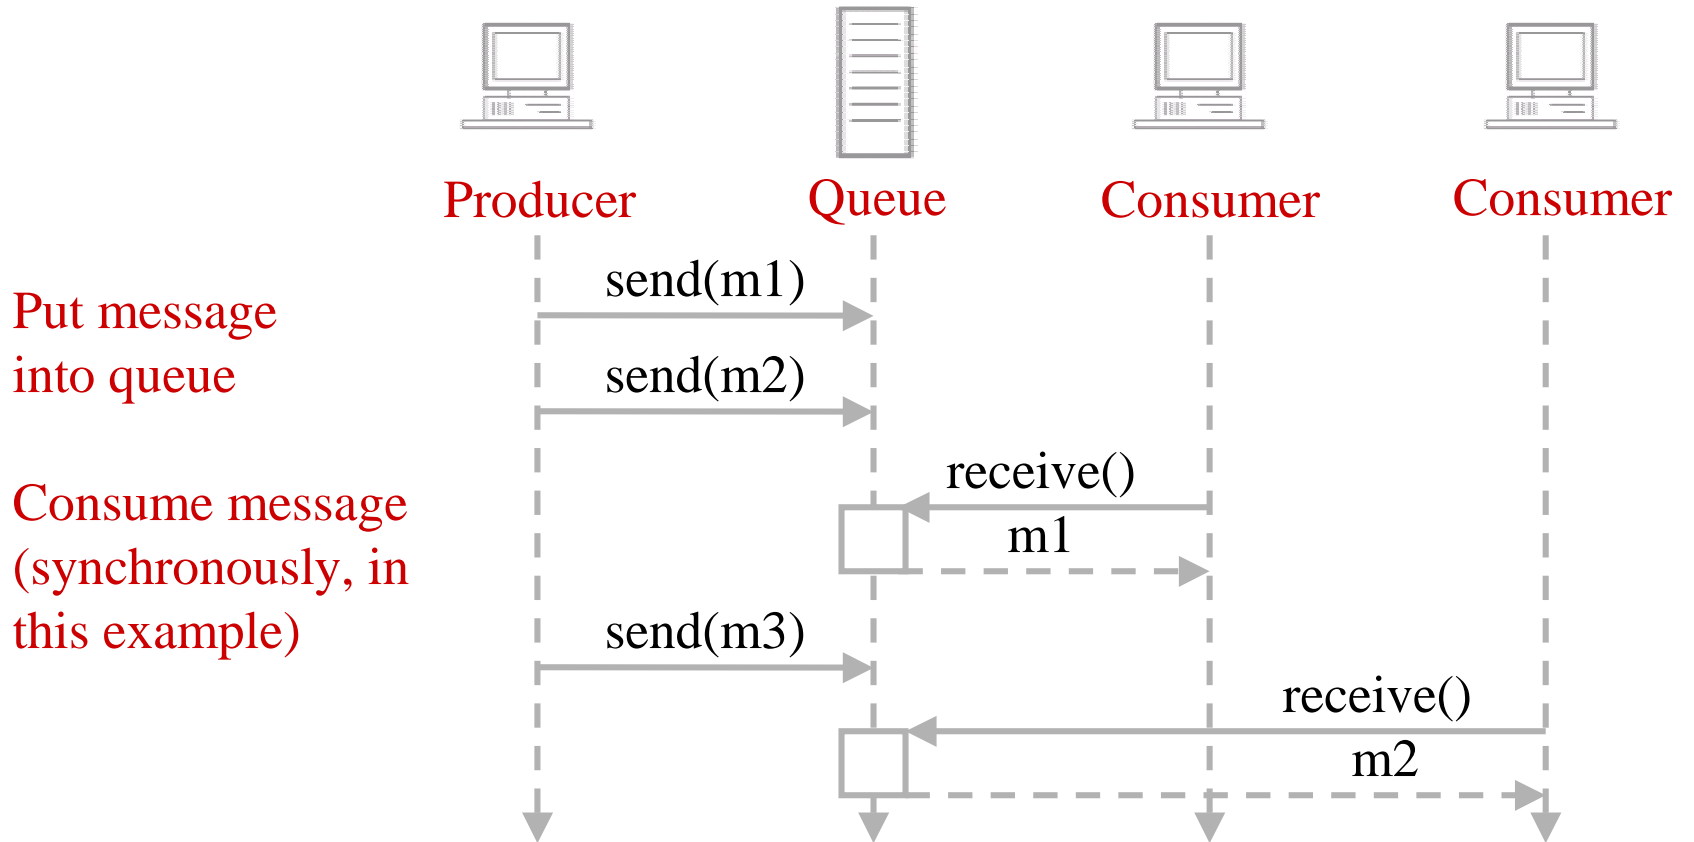 Producer
Queue
Consumer
Consumer
send(m1)
Put message
into queue
send(m2)
receive()
Consume message
(synchronously, in
this example)
m1
send(m3)
receive()
m2